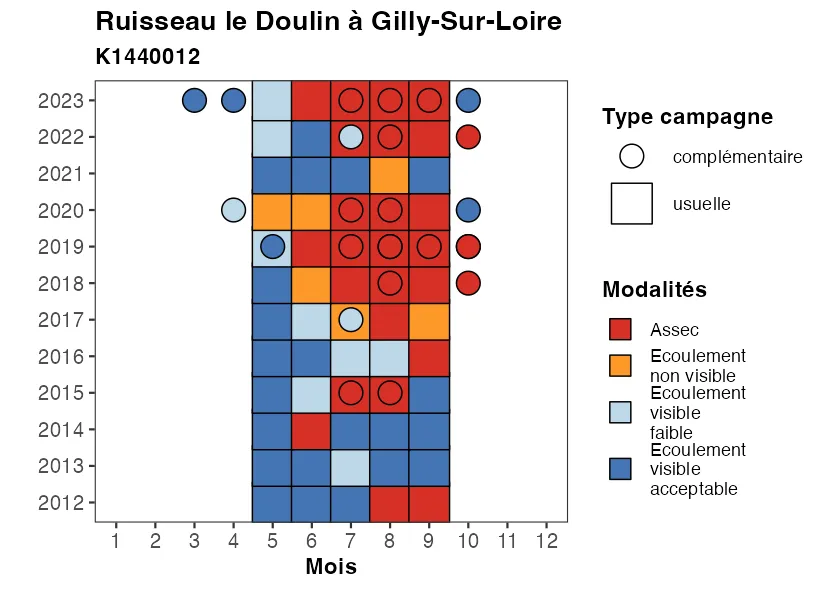 Ruisseau le Doulin à Gilly-Sur-Loire
K1440012
2023
2022
2021
2020
2019
2018
2017
2016
2015
2014
2013
2012
1 2 3 4 5 6 7 8 9 10 11 12
Mois
Type campagne
complémentaire
usuelle
Modalités
Assec
Ecoulement
non visible
Ecoulement
visible
faible
Ecoulement
visible
acceptable